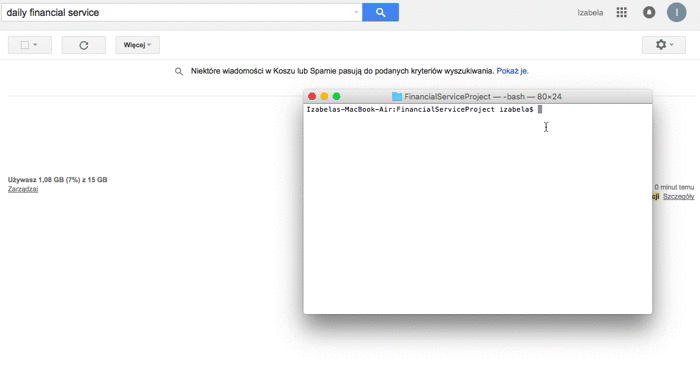 daily financial service
Izabela
I
Więcej
Niektóre wiadomości w Koszu lub Spamie pasują do podanych kryteriów wyszukiwania. Pokaż je.
FinancialServiceProject — -bash — 80×24
Izabelas-MacBook-Air:FinancialServiceProject izabela$
Używasz 1,08 GB (7%) z 15 GB
Zarządzaj
0 minut temu
cji Szczegóły